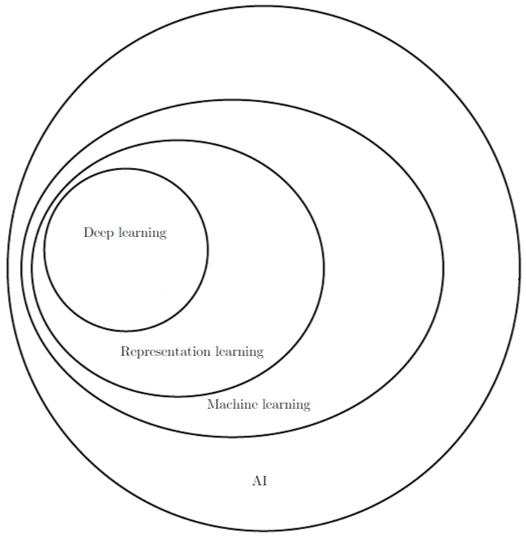 Deep learning
Representation learning
Machine learning
AI